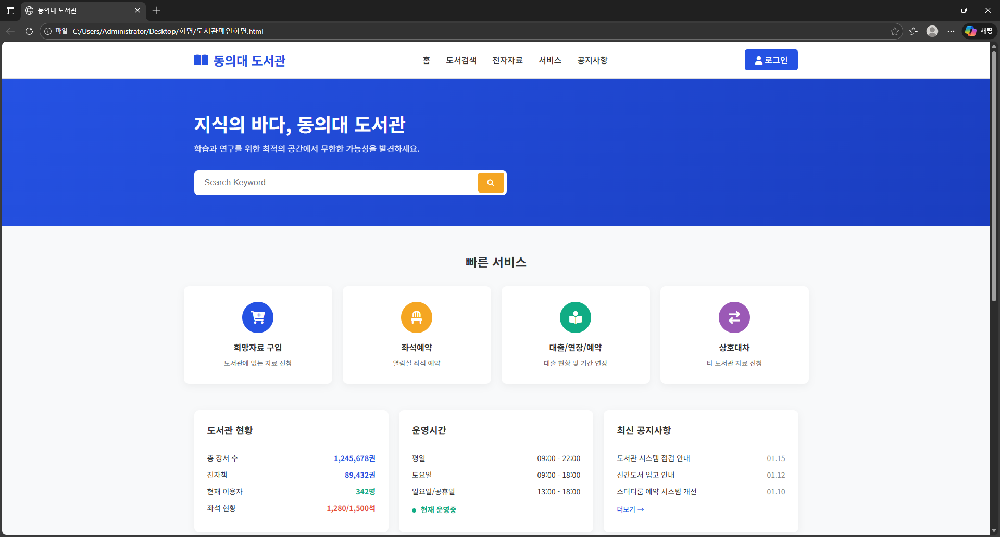 동의대 도서관
파일 C:/Users/Administrator/Desktop/화면/도서관메인화면.html
채팅
동의대 도서관
홈 도서검색 전자자료 서비스 공지사항
로그인
지식의 바다, 동의대 도서관
학습과 연구를 위한 최적의 공간에서 무한한 가능성을 발견하세요.
Search Keyword
빠른 서비스
희망자료 구입
도서관에 없는 자료 신청
좌석예약
열람실 좌석 예약
대출/연장/예약
대출 현황 및 기간 연장
상호대차
타 도서관 자료 신청
도서관 현황
총 장서 수 1,245,678권
전자책 89,432권
현재 이용자 342명
좌석 현황 1,280/1,500석
운영시간
평일 09:00 - 22:00
토요일 09:00 - 18:00
일요일/공휴일 13:00 - 18:00
현재 운영중
최신 공지사항
도서관 시스템 점검 안내 01.15
신간도서 입고 안내 01.12
스터디룸 예약 시스템 개선 01.10
더보기 →